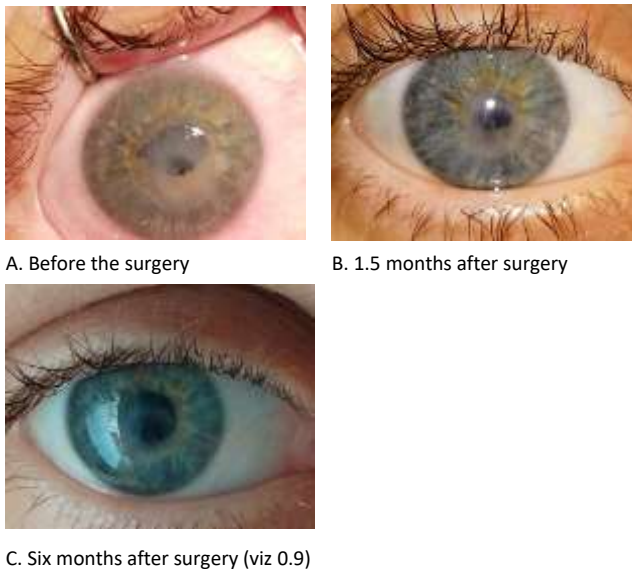 A. Before the surgery
B. 1.5 months after surgery
C. Six months after surgery (viz 0.9)